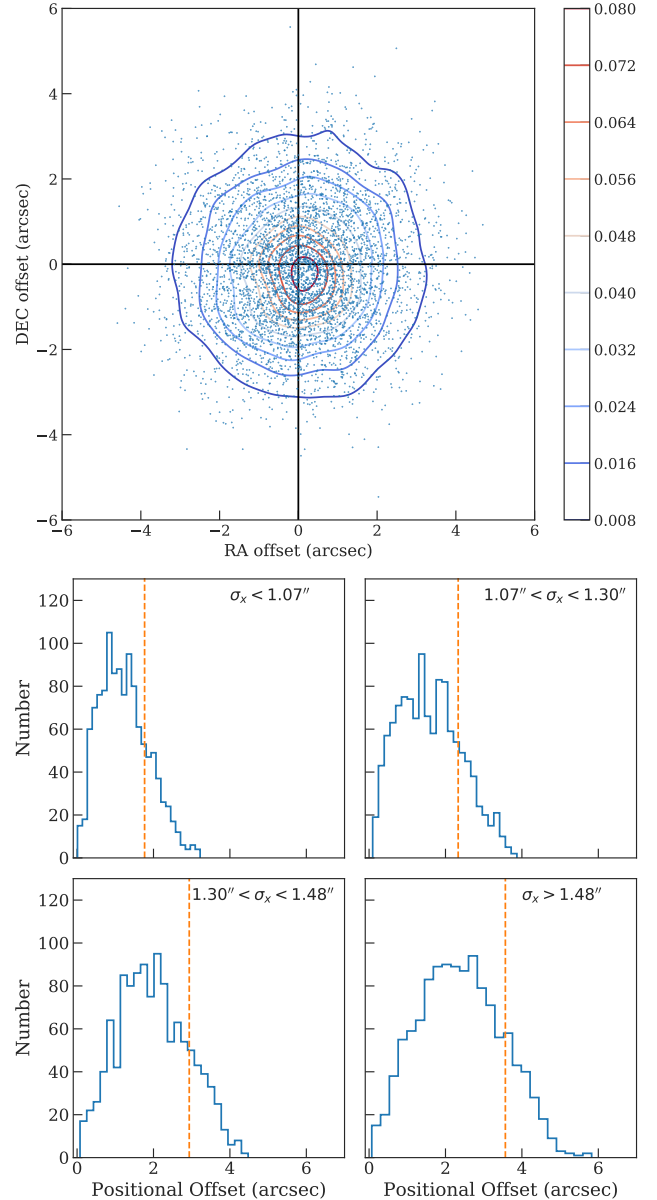 6
4
2
0
−2
−4
−6
DEC offset (arcsec)
−6 −4 −2 0 2 4 6
RA offset (arcsec)
0.080
0.072
0.064
0.056
0.048
0.040
0.032
0.024
0.016
0.008
120
100
80
60
40
20
0
Number
σₓ < 1.07″
1.07″ < σₓ < 1.30″
120
100
80
60
40
20
0
Number
1.30″ < σₓ < 1.48″
σₓ > 1.48″
0 2 4 6
0 2 4 6
Positional Offset (arcsec)
Positional Offset (arcsec)